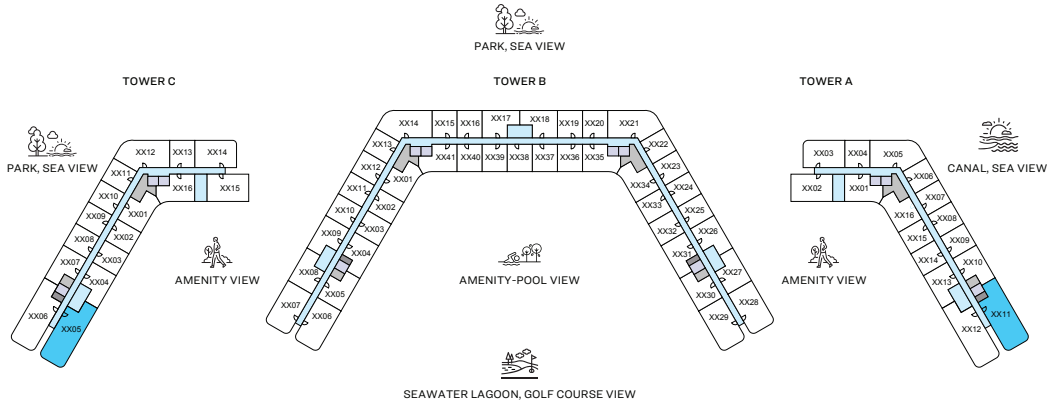 PARK, SEA VIEW
TOWER C
TOWER B
TOWER A
PARK, SEA VIEW
CANAL, SEA VIEW
AMENITY VIEW
AMENITY-POOL VIEW
AMENITY VIEW
SEAWATER LAGOON, GOLF COURSE VIEW
XX12 XX13 XX14
XX11 XX16 XX15
XX10 XX01
XX09 XX02
XX08 XX03
XX07 XX04
XX06 XX05
XX14 XX15 XX16 XX17 XX18 XX19 XX20 XX21
XX13 XX41 XX40 XX39 XX38 XX37 XX36 XX35 XX22
XX12 XX01 XX34 XX23
XX11 XX02 XX33 XX24
XX10 XX03 XX32 XX25
XX09 XX04 XX31 XX26
XX08 XX05 XX30 XX27
XX07 XX06 XX29 XX28
XX03 XX04 XX05
XX02 XX01 XX06
XX16 XX07
XX15 XX08
XX14 XX09
XX13 XX10
XX12 XX11